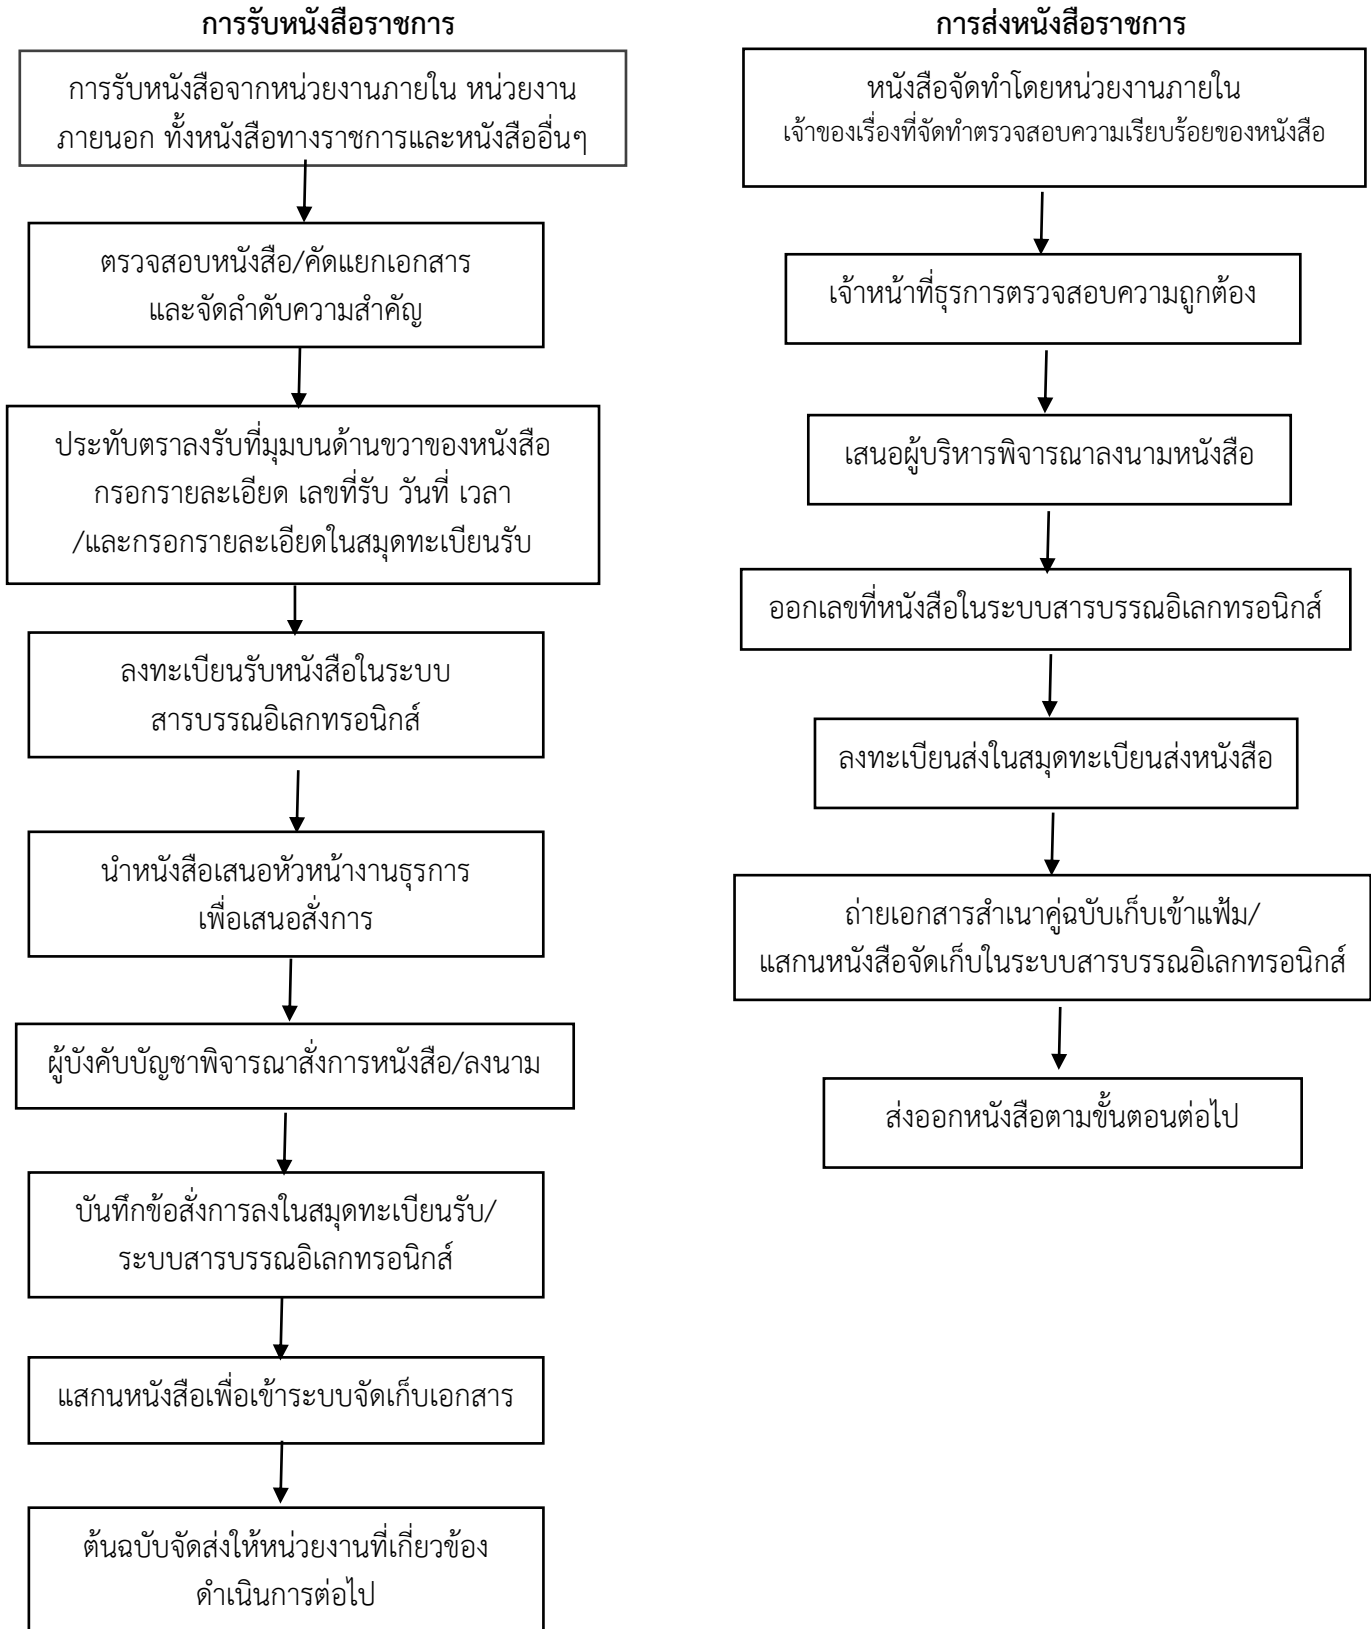 การรับหนังสือราชการ
การรับหนังสือจากหน่วยงานภายใน หน่วยงาน
ภายนอก ทั้งหนังสือทางราชการและหนังสืออื่นๆ
ตรวจสอบหนังสือ/คัดแยกเอกสาร
และจัดลำดับความสำคัญ
ประทับตราลงรับที่มุมบนด้านขวาของหนังสือ
กรอกรายละเอียด เลขที่รับ วันที่ เวลา
/และกรอกรายละเอียดในสมุดทะเบียนรับ
ลงทะเบียนรับหนังสือในระบบ
สารบรรณอิเลกทรอนิกส์
นำหนังสือเสนอหัวหน้างานธุรการ
เพื่อเสนอสั่งการ
ผู้บังคับบัญชาพิจารณาสั่งการหนังสือ/ลงนาม
บันทึกข้อสั่งการลงในสมุดทะเบียนรับ/
ระบบสารบรรณอิเลกทรอนิกส์
แสกนหนังสือเพื่อเข้าระบบจัดเก็บเอกสาร
ต้นฉบับจัดส่งให้หน่วยงานที่เกี่ยวข้อง
ดำเนินการต่อไป
การส่งหนังสือราชการ
หนังสือจัดทำโดยหน่วยงานภายใน
เจ้าของเรื่องที่จัดทำตรวจสอบความเรียบร้อยของหนังสือ
เจ้าหน้าที่ธุรการตรวจสอบความถูกต้อง
เสนอผู้บริหารพิจารณาลงนามหนังสือ
ออกเลขที่หนังสือในระบบสารบรรณอิเลกทรอนิกส์
ลงทะเบียนส่งในสมุดทะเบียนส่งหนังสือ
ถ่ายเอกสารสำเนาคู่ฉบับเก็บเข้าแฟ้ม/
แสกนหนังสือจัดเก็บในระบบสารบรรณอิเลกทรอนิกส์
ส่งออกหนังสือตามขั้นตอนต่อไป